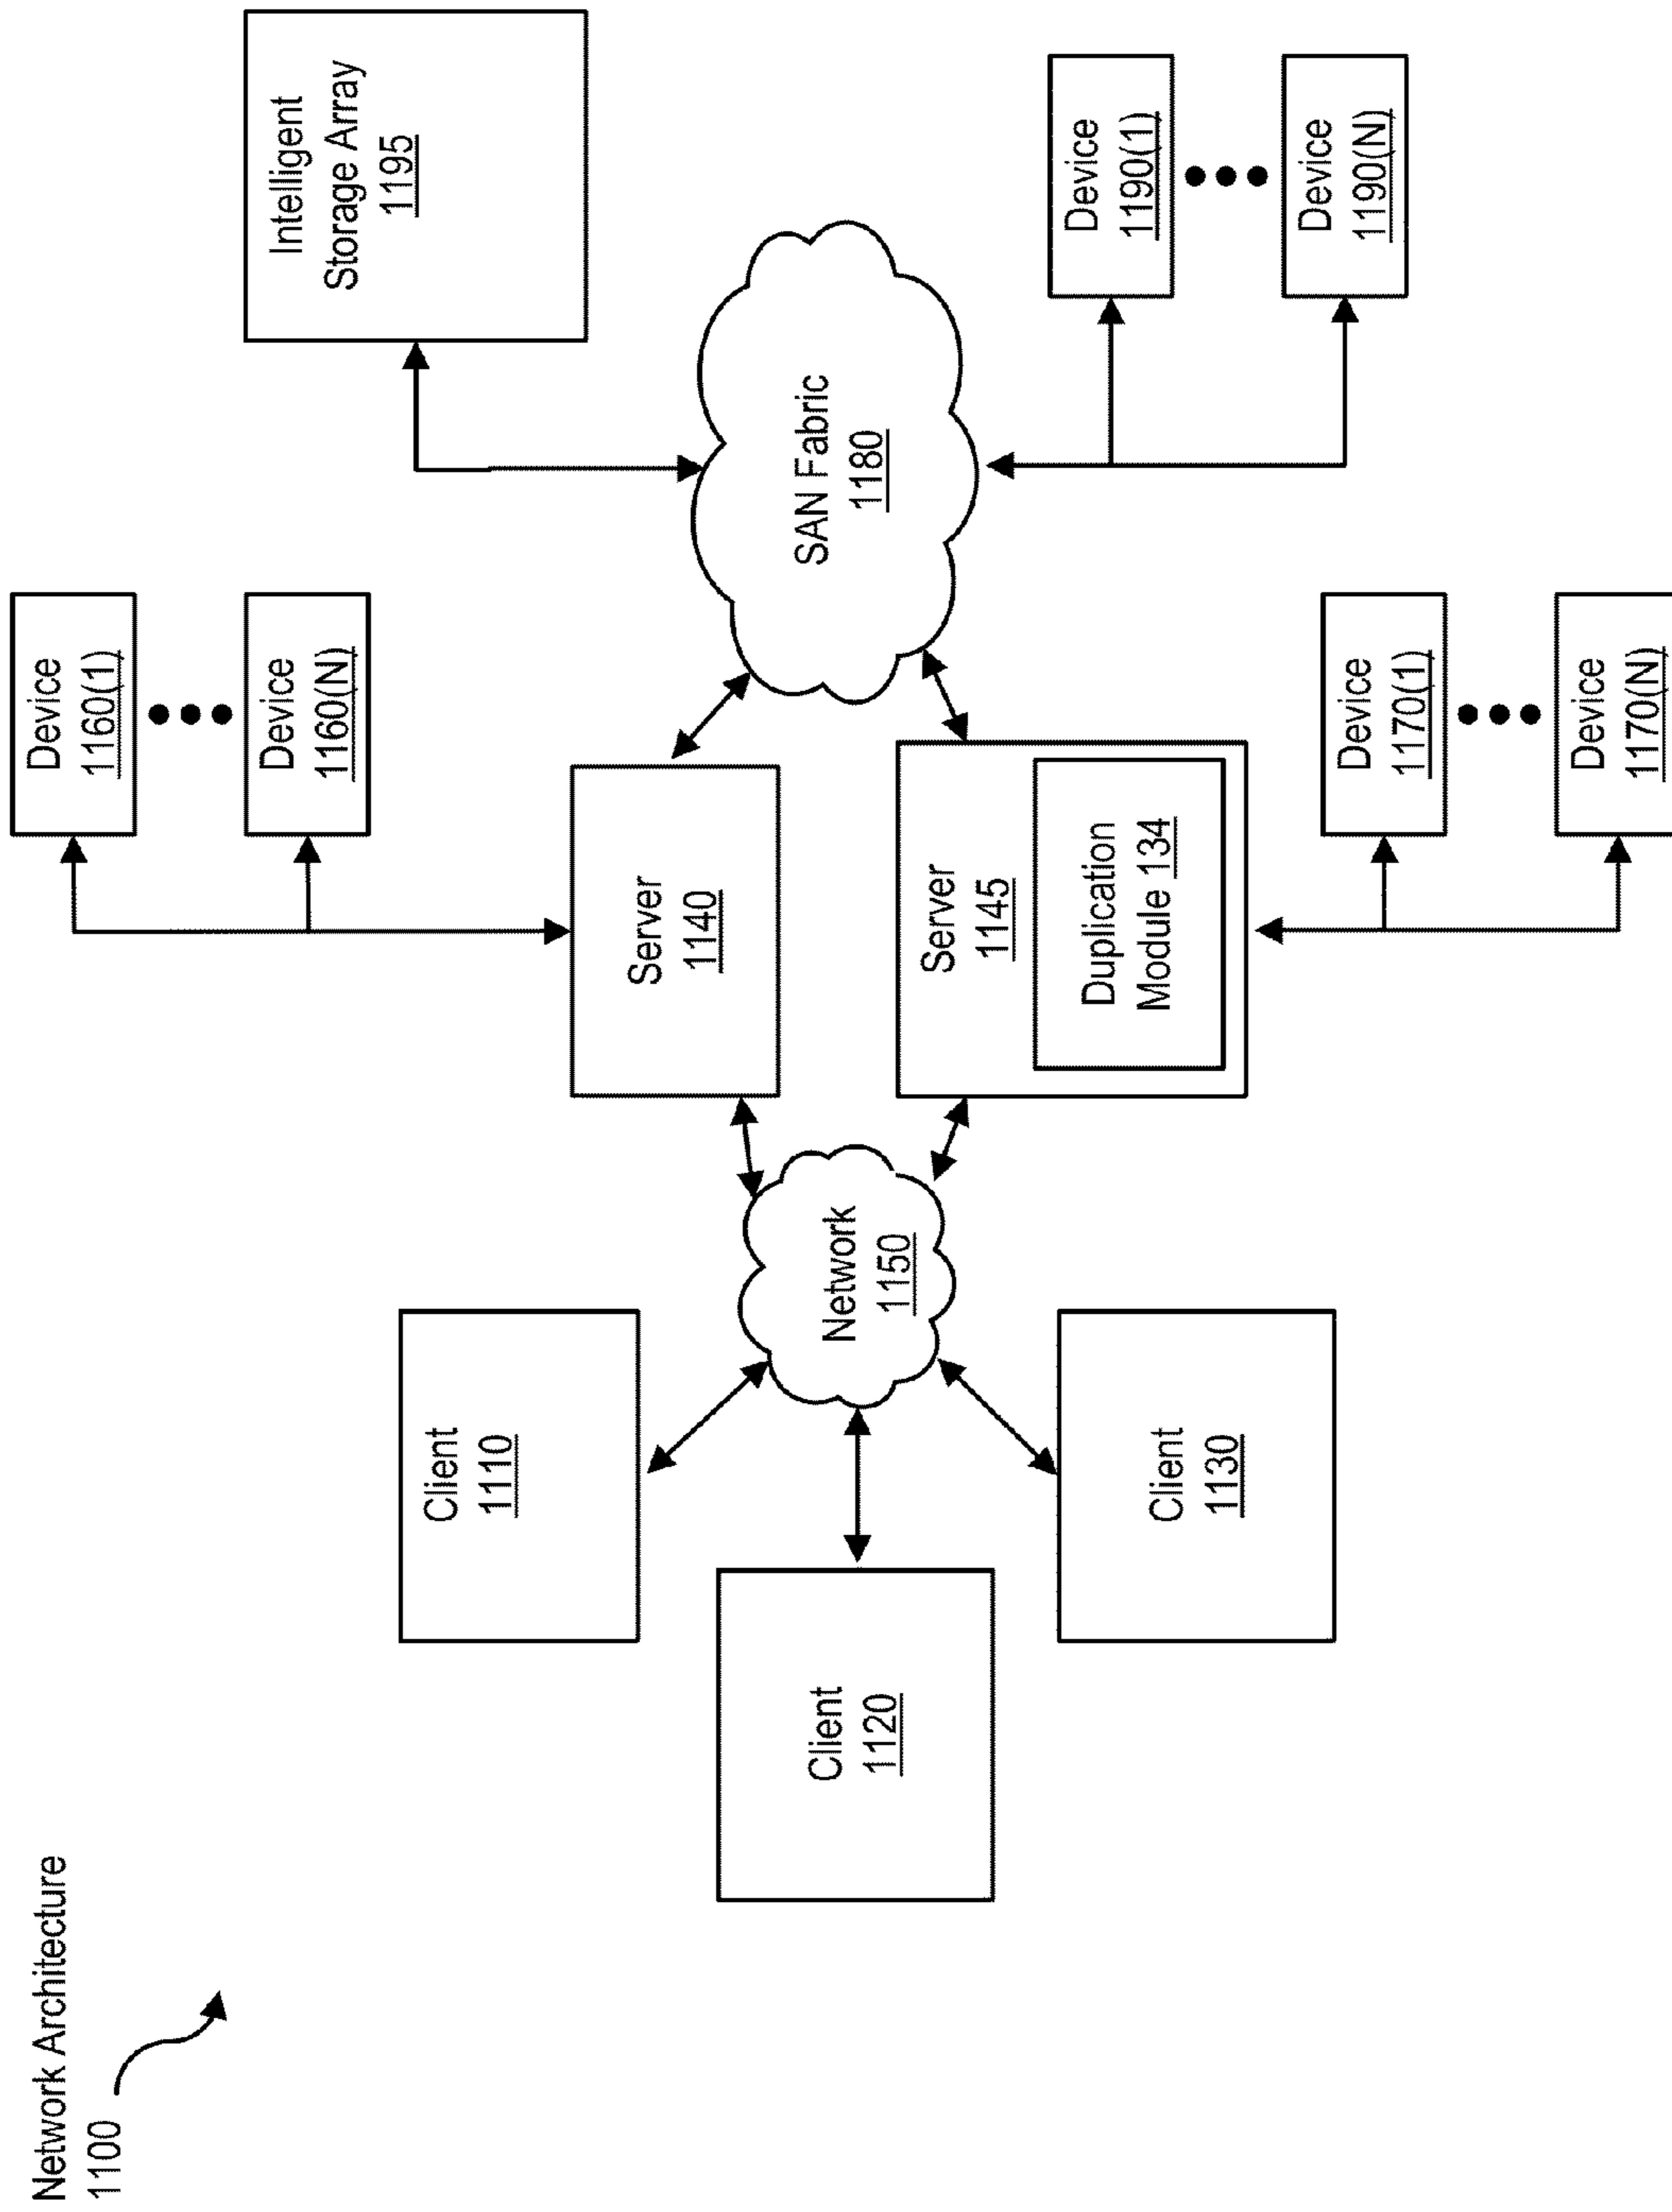 Network Architecture
1100
Device
1160(1)
Device
1160(N)
Intelligent
Storage Array
1195
Client
1110
Server
1140
Client
1120
Network
1150
SAN Fabric
1180
Server
1145
Duplication
Module 134
Device
1190(1)
Device
1190(N)
Client
1130
Device
1170(1)
Device
1170(N)